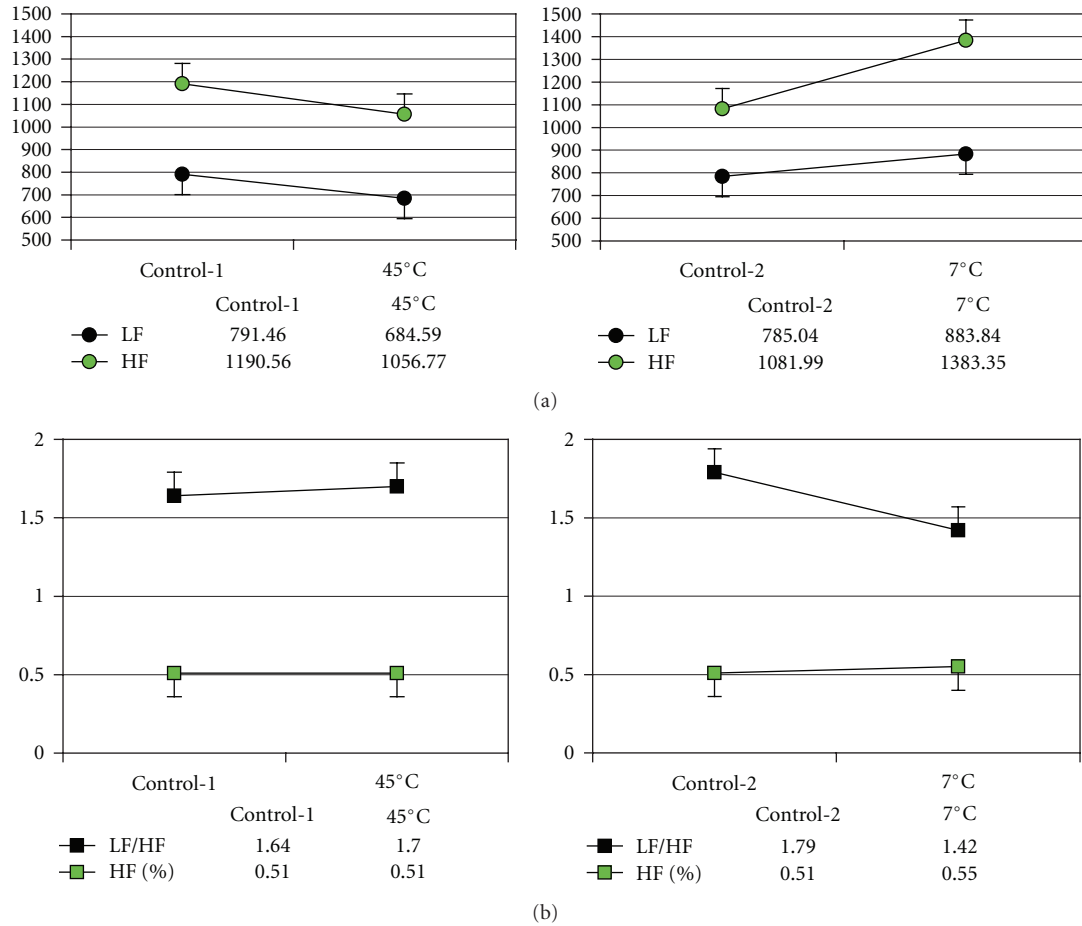 1500
1400
1300
1200
1100
1000
900
800
700
600
500
Control-1 45°C
Control-1 45°C
LF 791.46 684.59
HF 1190.56 1056.77
1500
1400
1300
1200
1100
1000
900
800
700
600
500
Control-2 7°C
Control-2 7°C
LF 785.04 883.84
HF 1081.99 1383.35
(a)
2
1.5
1
0.5
0
Control-1 45°C
Control-1 45°C
LF/HF 1.64 1.7
HF (%) 0.51 0.51
2
1.5
1
0.5
0
Control-2 7°C
Control-2 7°C
LF/HF 1.79 1.42
HF (%) 0.51 0.55
(b)